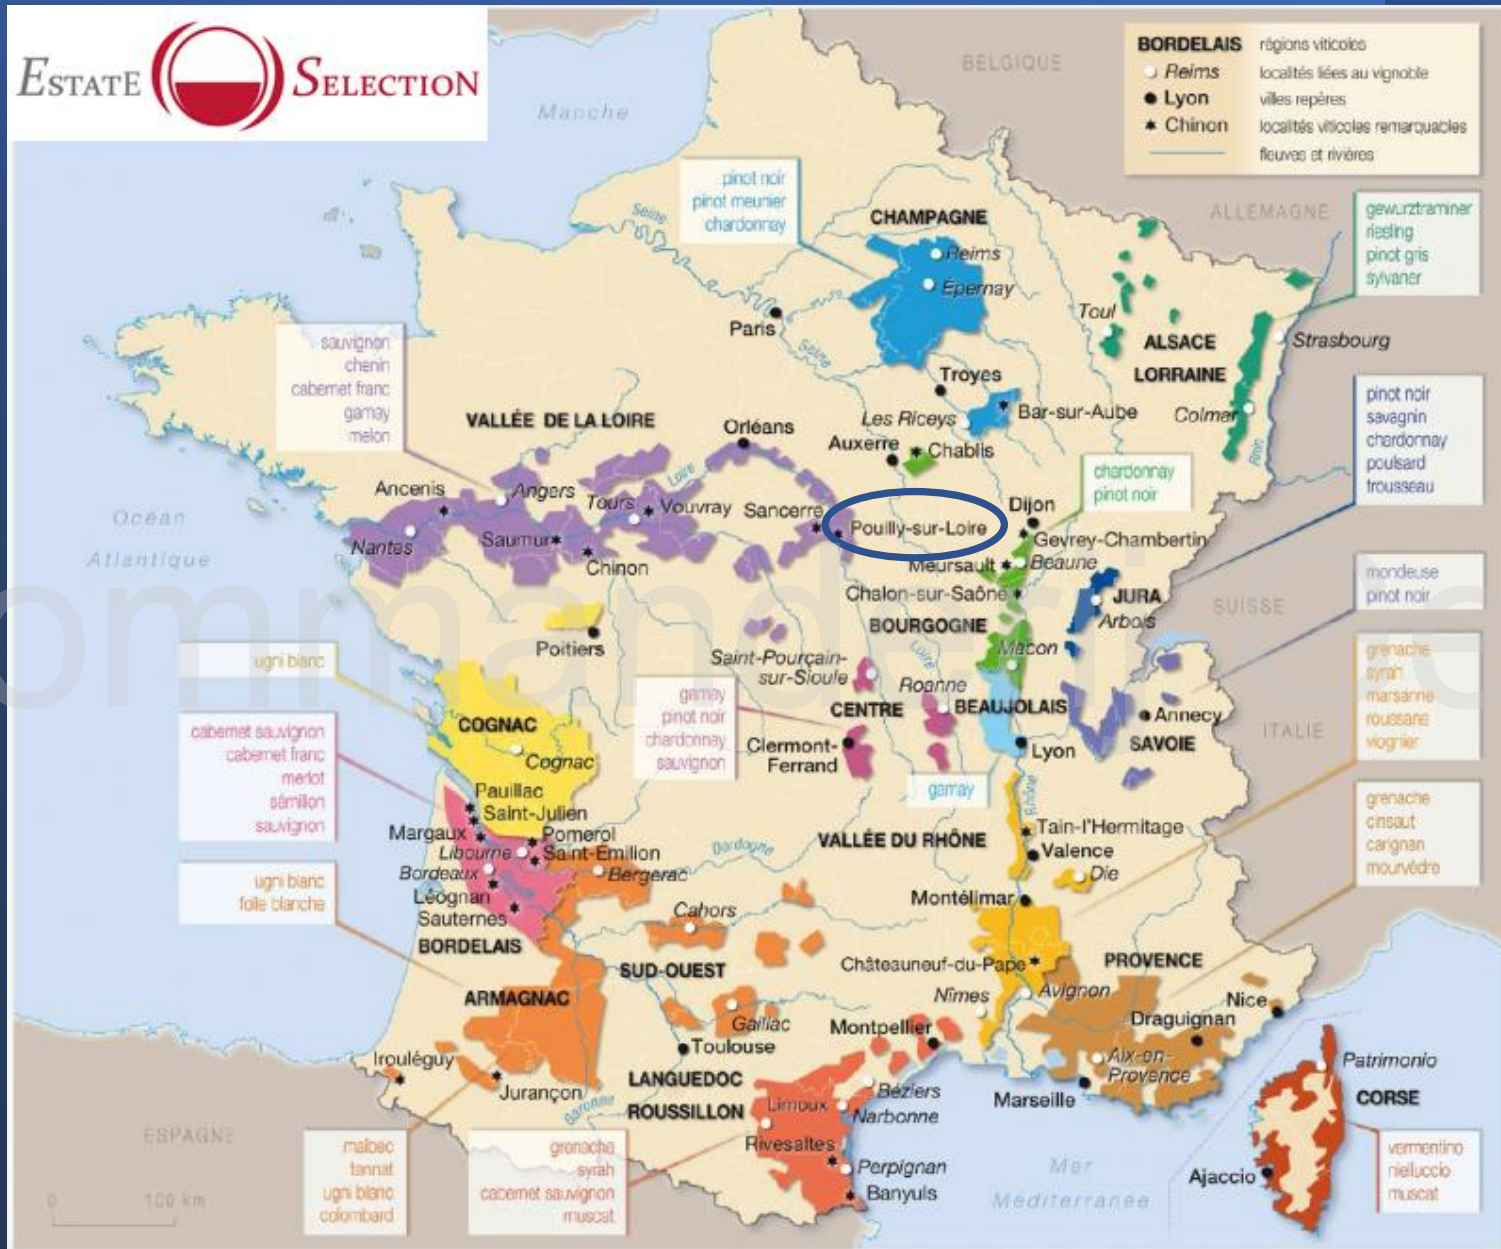 ESTATE SELECTION
BORDELAIS régions viticoles
Reims localités liées au vignoble
Lyon villes repères
Chinon localités viticoles remarquables
fleuves et rivières
BELGIQUE
Manche
ALLEMAGNE
pinot noir
pinot meunier
chardonnay
Seine
CHAMPAGNE
Reims
Épernay
gewurztraminer
riesling
pinot gris
sylvaner
Paris
Seine
Toul
ALSACE
LORRAINE
Strasbourg
Colmar
Rhin
sauvignon
chenin
cabernet franc
gamay
melon
Troyes
Les Riceys
Bar-sur-Aube
Auxerre
Chablis
pinot noir
savagnin
chardonnay
poulsard
trousseau
VALLÉE DE LA LOIRE
Orléans
Loire
Ancenis
Angers
Tours
Vouvray
Sancerre
Pouilly-sur-Loire
Nantes
Saumur
Chinon
chardonnay
pinot noir
Dijon
Gevrey-Chambertin
Meursault
Beaune
Chalon-sur-Saône
BOURGOGNE
Mâcon
JURA
Arbois
Océan
Atlantique
mondeuse
pinot noir
SUISSE
Poitiers
Saint-Pourçain-
sur-Sioule
Loire
Roanne
CENTRE
BEAUJOLAIS
Annecy
SAVOIE
Lyon
Clermont-
Ferrand
gamay
pinot noir
chardonnay
sauvignon
gamay
grenache
syrah
marsanne
roussane
viognier
ITALIE
ugni blanc
COGNAC
Cognac
cabernet sauvignon
cabernet franc
merlot
sémillon
sauvignon
Pauillac
Saint-Julien
Margaux
Pomerol
Libourne
Saint-Emilion
Bordeaux
Bergerac
Léognan
Sauternes
BORDELAIS
Dordogne
Rhône
VALLÉE DU RHÔNE
Tain-l'Hermitage
Valence
Die
Montélimar
grenache
cinsaut
carignan
mourvèdre
ugni blanc
folle blanche
Cahors
SUD-OUEST
ARMAGNAC
Gaillac
Toulouse
Châteauneuf-du-Pape
Nîmes
Avignon
PROVENCE
Nice
Draguignan
Aix-en-
Provence
Marseille
Montpellier
Irouléguy
Jurançon
Garonne
LANGUEDOC
ROUSSILLON
Limoux
Béziers
Narbonne
Rivesaltes
Perpignan
Banyuls
Patrimonio
CORSE
Ajaccio
ESPAGNE
malbec
tannat
ugni blanc
colombard
grenache
syrah
cabernet sauvignon
muscat
Mer
Méditerranée
vermentino
nielluccio
muscat
0 100 km